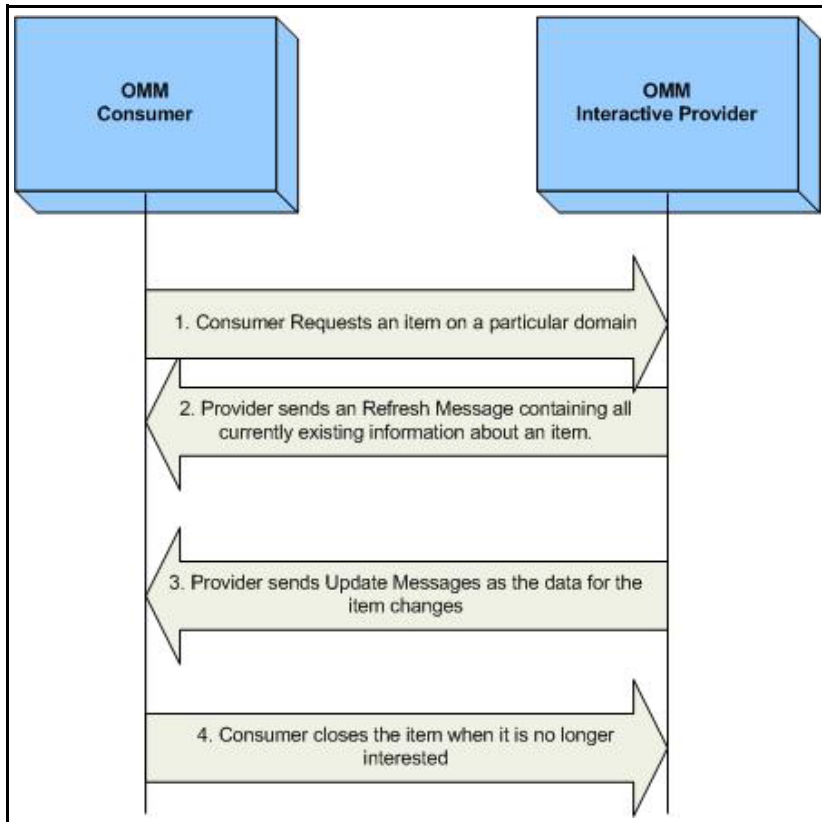 OMM
Consumer
OMM
Interactive Provider
1. Consumer Requests an item on a particular domain
2. Provider sends an Refresh Message containing all
currently existing information about an item.
3. Provider sends Update Messages as the data for the
item changes
4. Consumer closes the item when it is no longer
interested